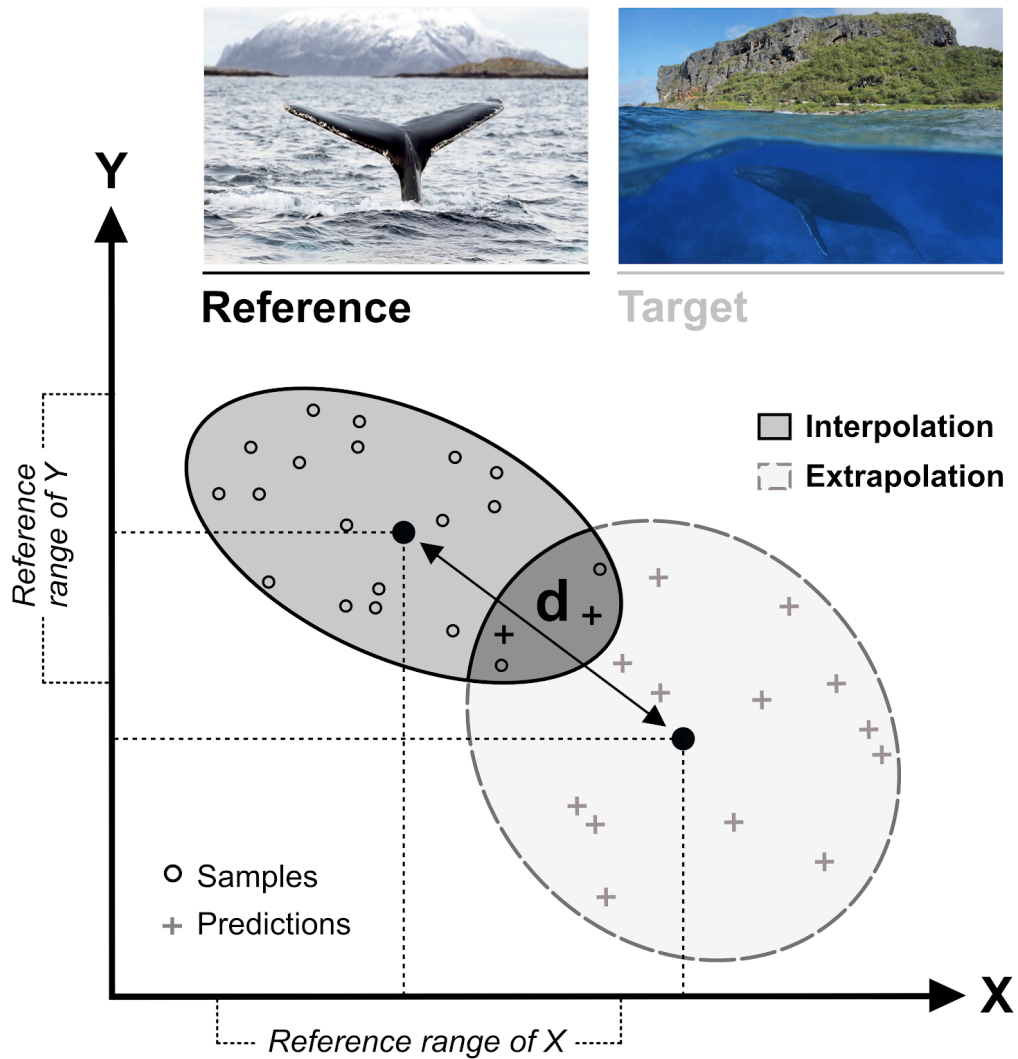 Y
Reference
Target
Interpolation
Extrapolation
Reference
range of Y
d
Samples
Predictions
X
Reference range of X